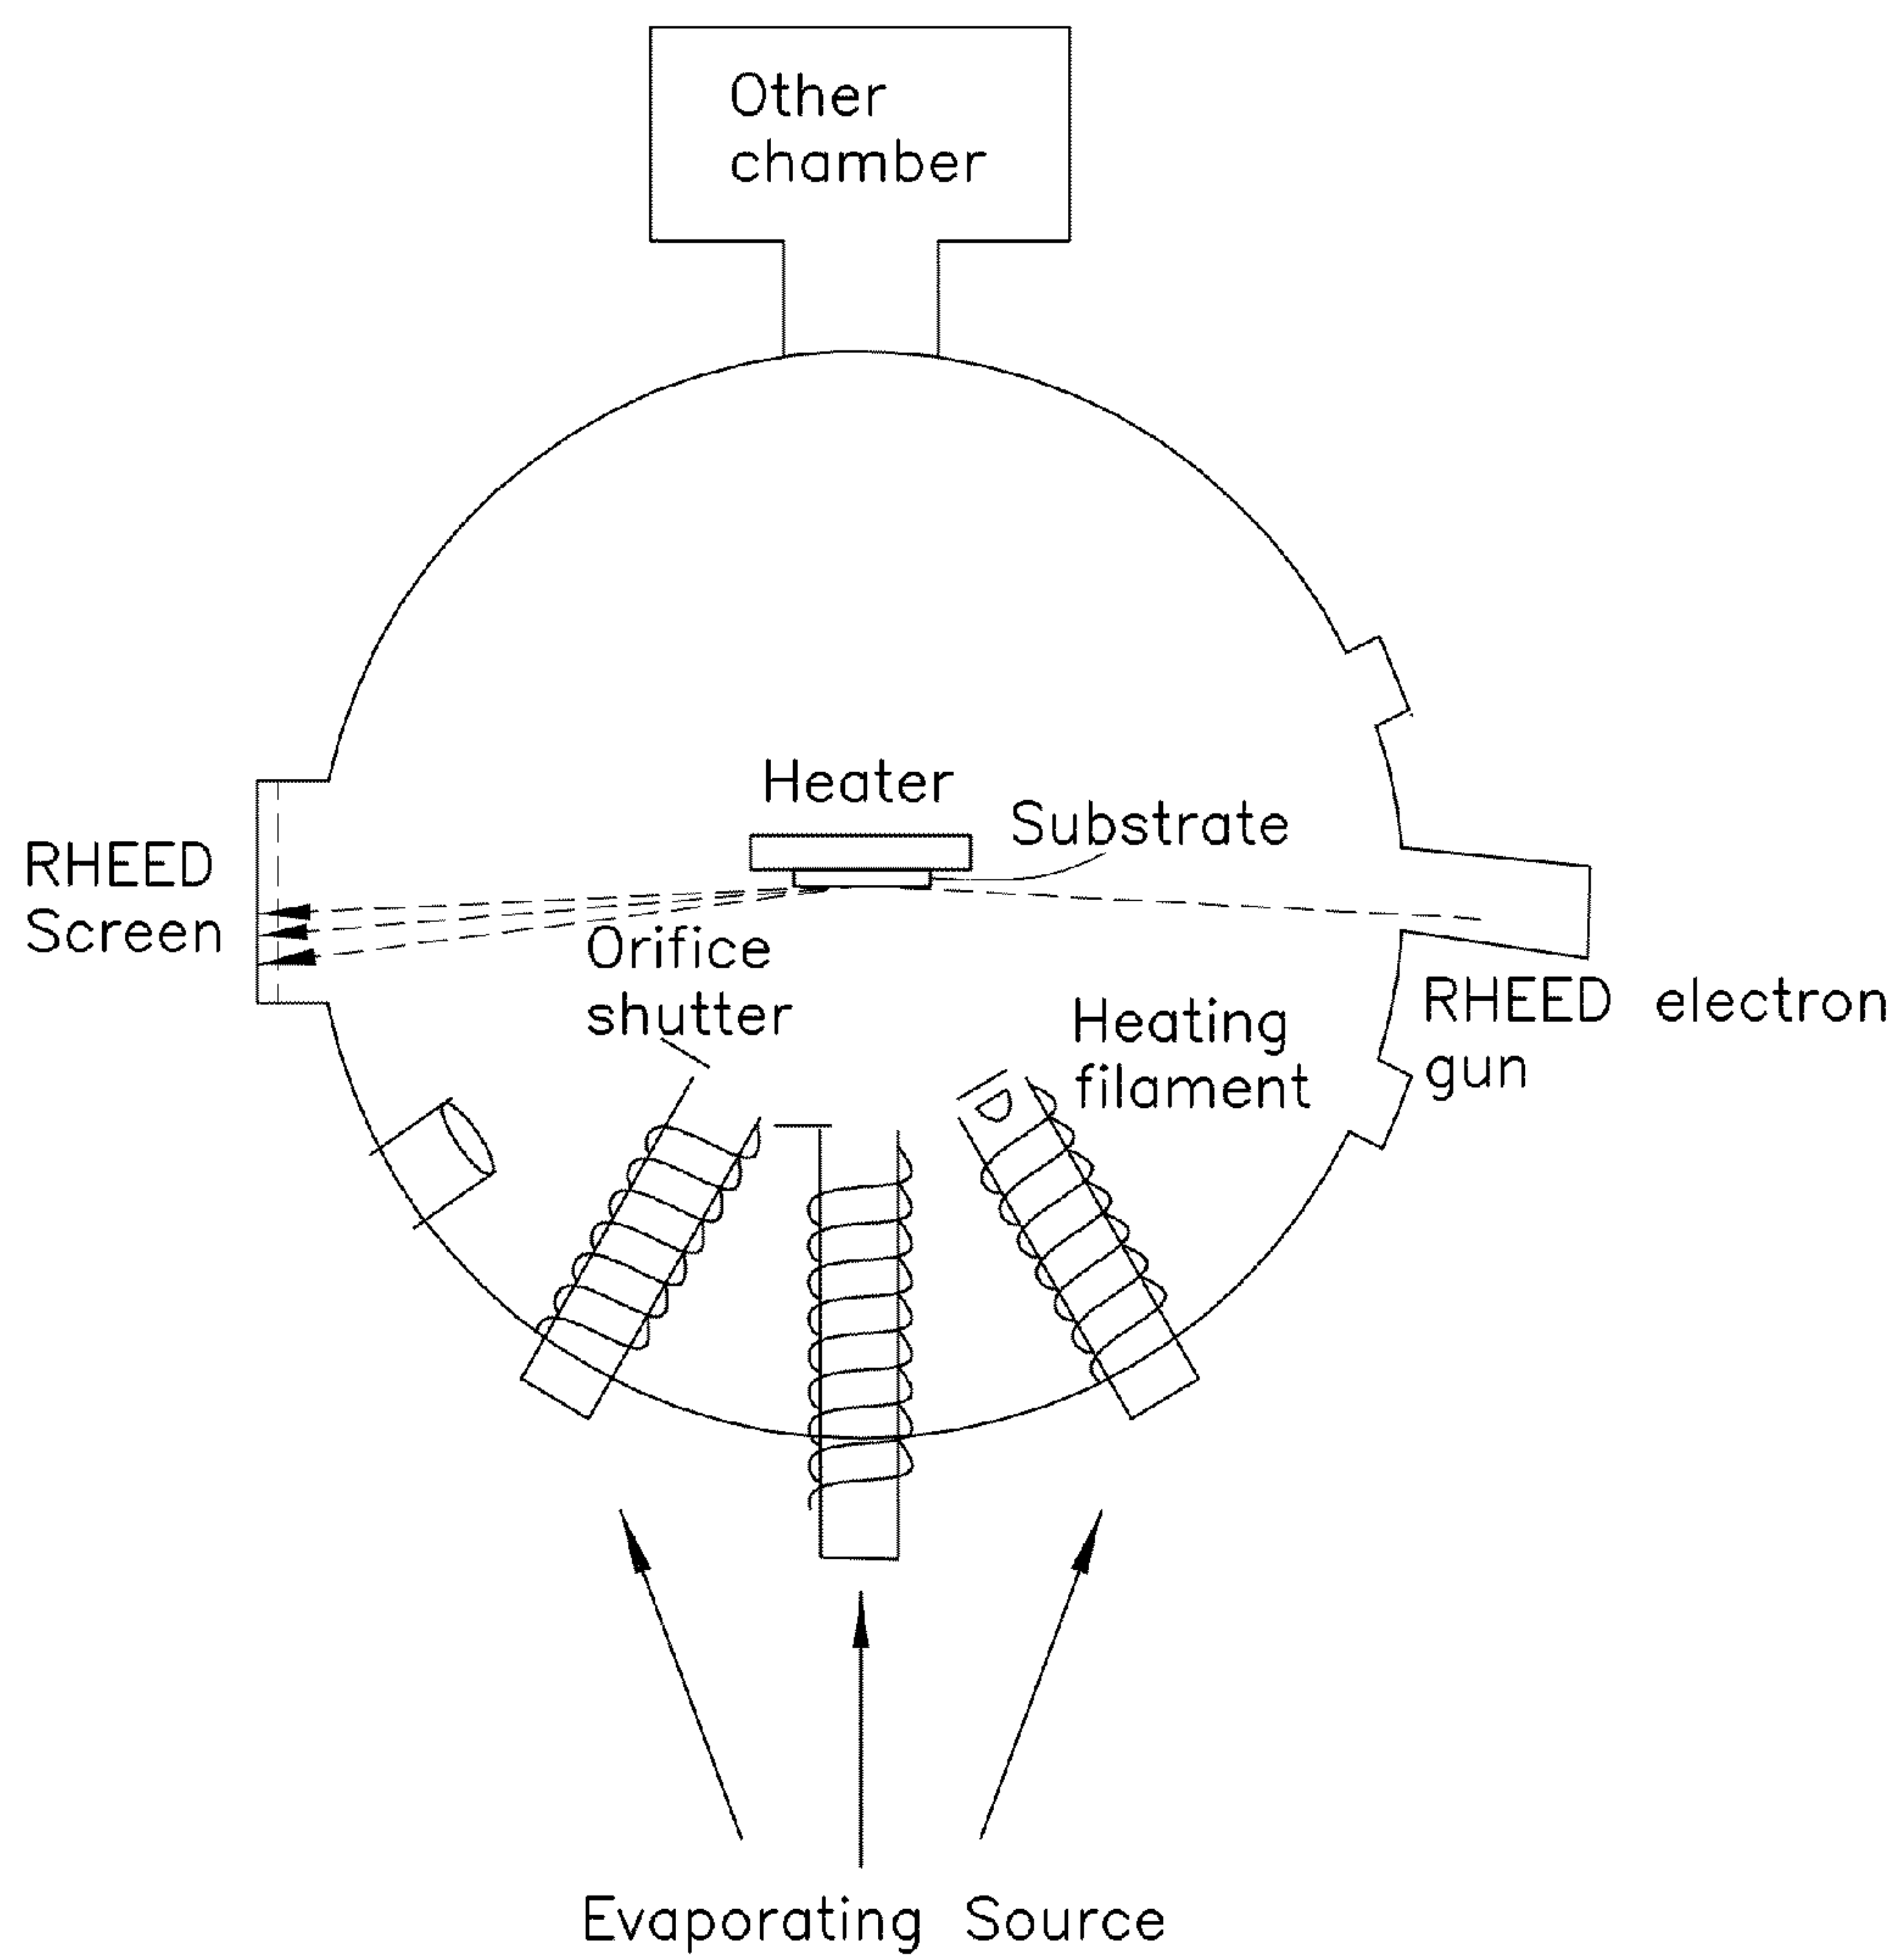 Other
chamber
Heater
Substrate
RHEED
Screen
Orifice
shutter
Heating
filament
RHEED electron
gun
Evaporating Source